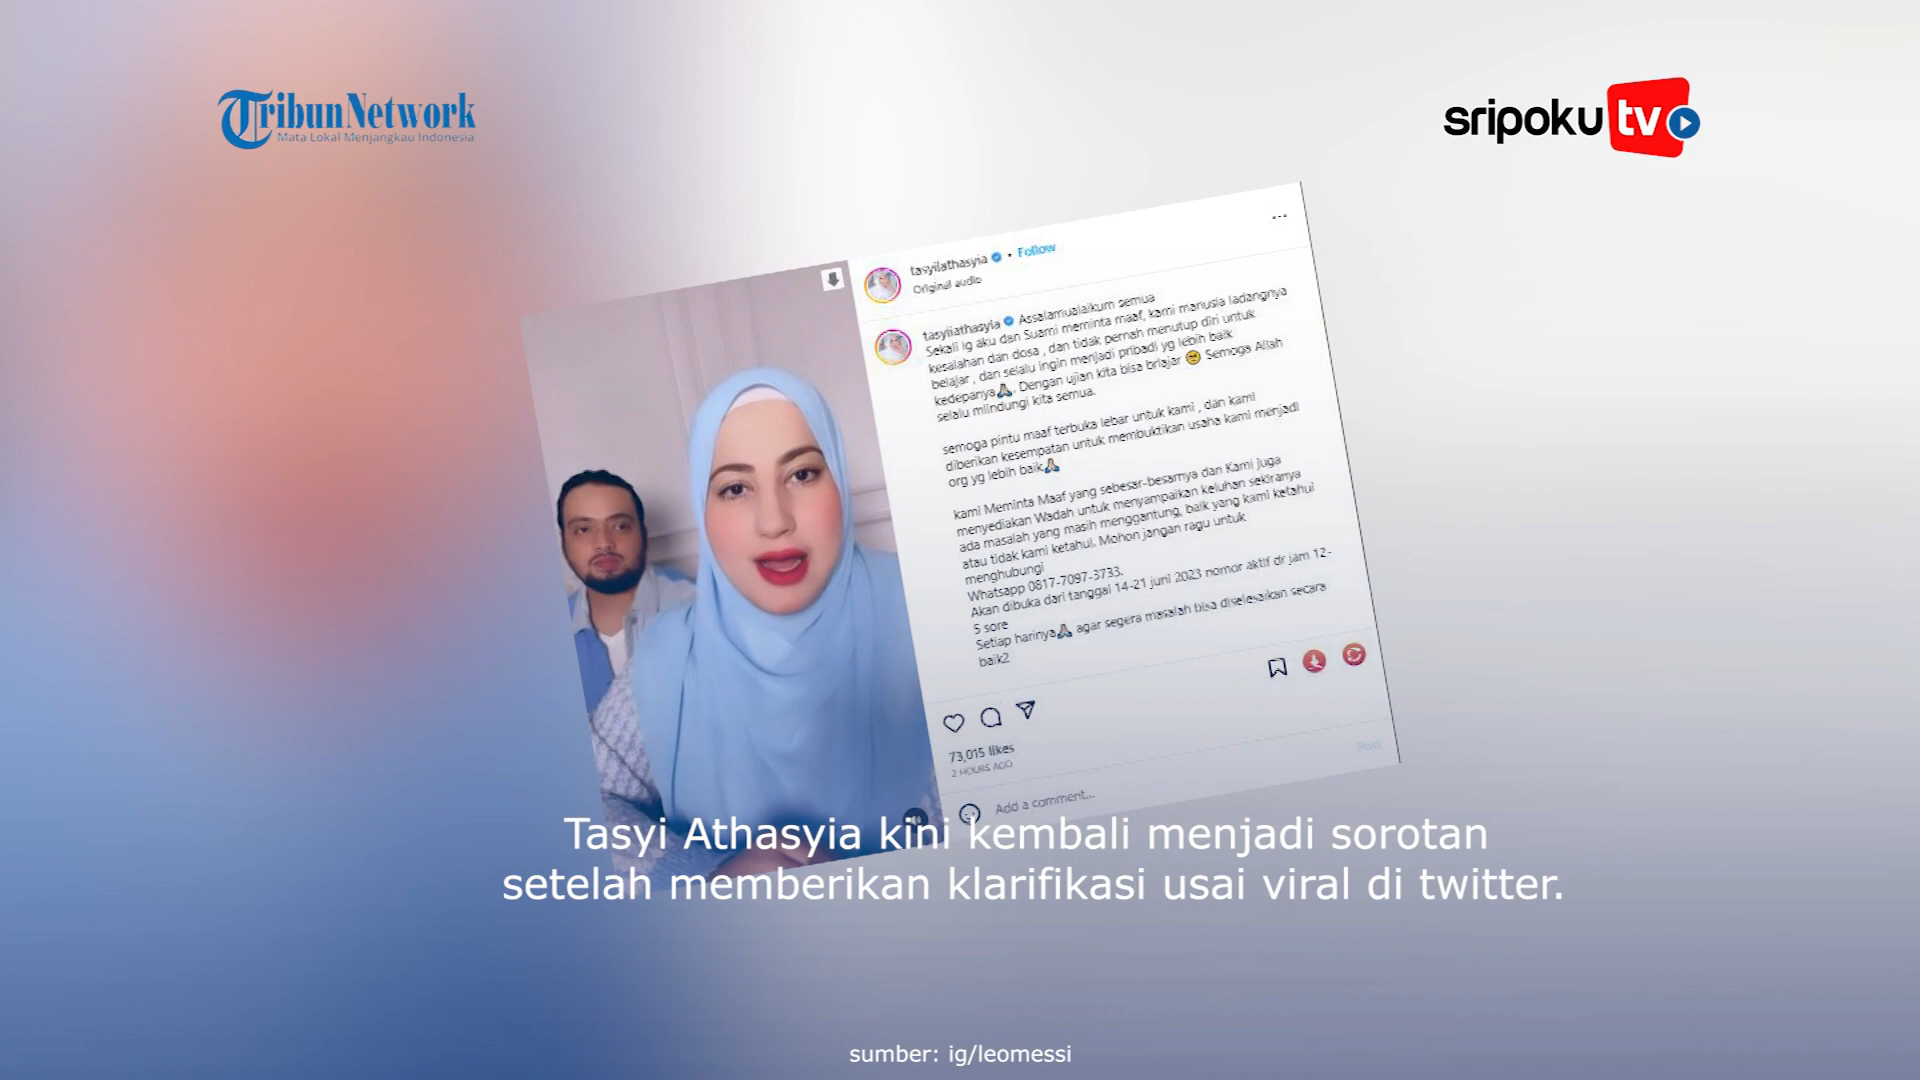 Tribun Network
Mata Lokal Menjangkau Indonesia
sripoku tv
tasyiiathasyia • Follow
Original audio
tasyiiathasyia Assalamualaikum semua
Sekali lg aku dan Suami meminta maaf, kami manusia ladangnya
kesalahan dan dosa , dan tidak pernah menutup diri untuk
belajar , dan selalu ingin menjadi pribadi yg lebih baik
kedepanya🙏🏻. Dengan ujian kita bisa brlajar 🥺 Semoga Allah
selalu mlindungi kita semua.
semoga pintu maaf terbuka lebar untuk kami , dan kami
diberikan kesempatan untuk membuktikan usaha kami menjadi
org yg lebih baik🙏🏻
kami Meminta Maaf yang sebesar-besarnya dan Kami Juga
menyediakan Wadah untuk menyampaikan keluhan sekiranya
ada masalah yang masih menggantung, baik yang kami ketahui
atau tidak kami ketahui. Mohon jangan ragu untuk
menghubungi
Whatsapp 0817-7097-3733.
Akan dibuka dari tanggal 14-21 juni 2023 nomor aktif dr jam 12-
5 sore
Setiap harinya🙏🏻 agar segera masalah bisa diselesaikan secara
baik2
73,015 likes
2 HOURS AGO
Add a comment...
Post
Tasyi Athasyia kini kembali menjadi sorotan
setelah memberikan klarifikasi usai viral di twitter.
sumber: ig/leomessi